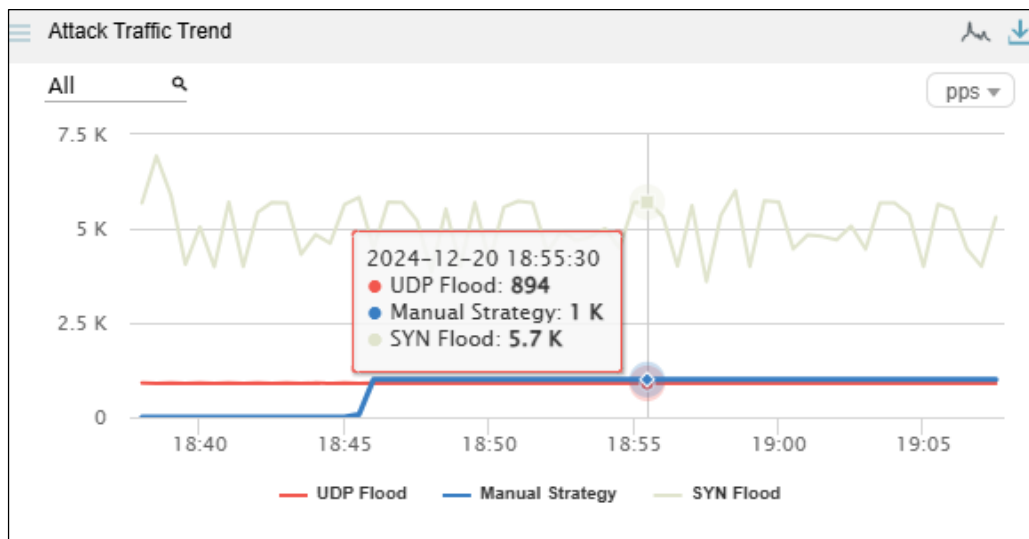 Attack Traffic Trend
All
pps
7.5 K
5 K
2.5 K
0
2024-12-20 18:55:30
UDP Flood: 894
Manual Strategy: 1 K
SYN Flood: 5.7 K
18:40 18:45 18:50 18:55 19:00 19:05
UDP Flood Manual Strategy SYN Flood